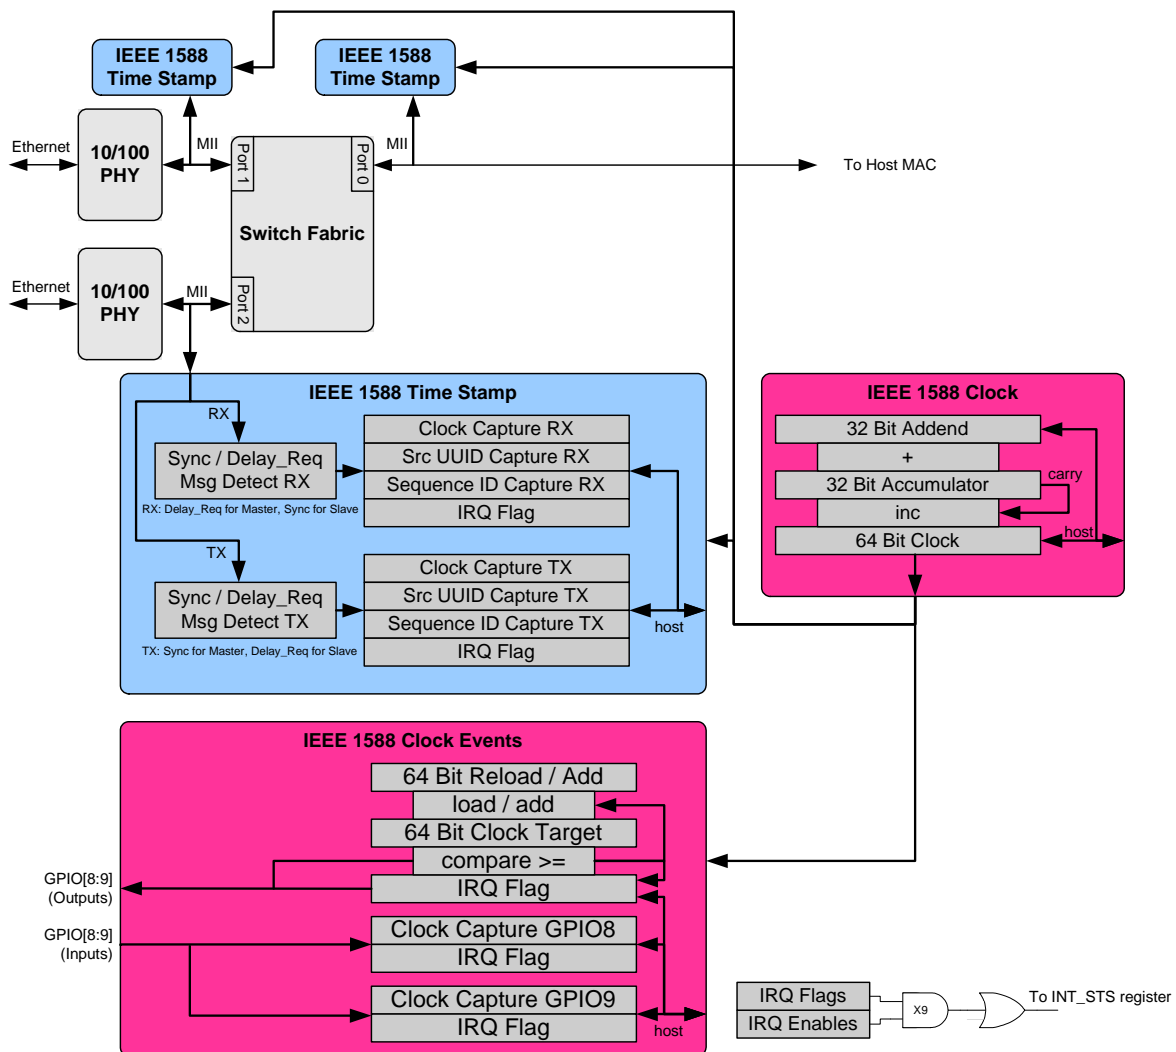 IEEE 1588
Time Stamp
IEEE 1588
Time Stamp
Ethernet
10/100
PHY
MII
Port 1
Port 0
MII
To Host MAC
Switch Fabric
Ethernet
10/100
PHY
MII
Port 2
IEEE 1588 Time Stamp
RX
Sync / Delay_Req
Msg Detect RX
RX: Delay_Req for Master, Sync for Slave
Clock Capture RX
Src UUID Capture RX
Sequence ID Capture RX
IRQ Flag
TX
Sync / Delay_Req
Msg Detect TX
TX: Sync for Master, Delay_Req for Slave
Clock Capture TX
Src UUID Capture TX
Sequence ID Capture TX
IRQ Flag
host
IEEE 1588 Clock
32 Bit Addend
+
32 Bit Accumulator
carry
inc
64 Bit Clock
host
IEEE 1588 Clock Events
64 Bit Reload / Add
load / add
64 Bit Clock Target
compare >=
IRQ Flag
GPIO[8:9]
(Outputs)
GPIO[8:9]
(Inputs)
Clock Capture GPIO8
IRQ Flag
Clock Capture GPIO9
IRQ Flag
host
IRQ Flags
IRQ Enables
X9
To INT_STS register